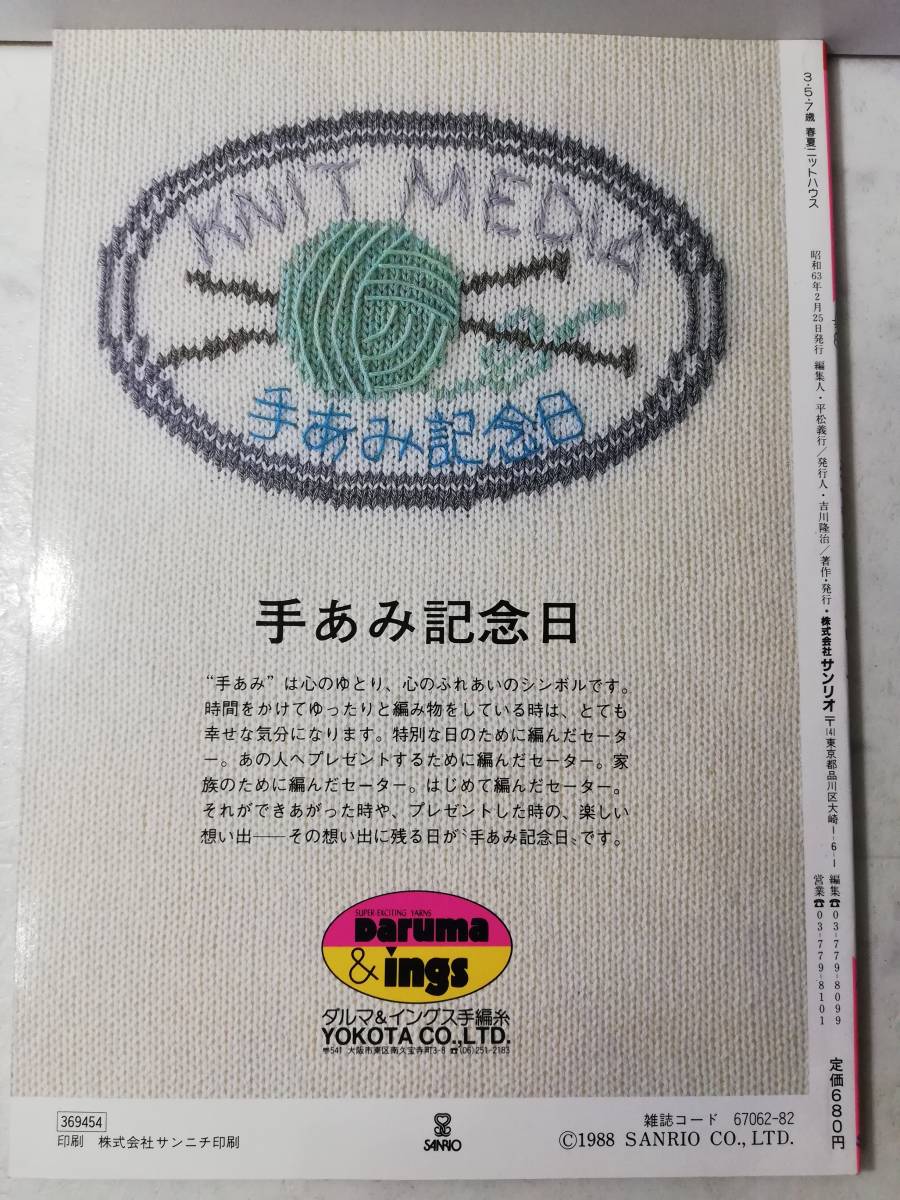 KNIT MEDIA
手あみ記念日
手あみ記念日
“手あみ”は心のゆとり、心のふれあいのシンボルです。
時間をかけてゆったりと編み物をしている時は、とても
幸せな気分になります。特別な日のために編んだセータ
ー。あの人へプレゼントするために編んだセーター。家
族のために編んだセーター。はじめて編んだセーター。
それができあがった時や、プレゼントした時の、楽しい
想い出——その想い出に残る日が〝手あみ記念日〟です。
SUPER-EXCITING YARNS
Daruma
& ings
ダルマ&イングス手編糸
YOKOTA CO.,LTD.
〒541 大阪市東区南久宝寺町3-8 ☎(06)251-2183
369454
印刷 株式会社サンニチ印刷
SANRIO
雑誌コード 67062-82
©1988 SANRIO CO., LTD.
3・5・7歳 春夏ニットハウス
昭和63年2月25日発行 編集人・平松義行/発行人・吉川隆治/著作・発行・株式会社サンリオ 〒141 東京都品川区大崎1-6-1
編集☎03-779-8099
営業☎03-779-8101
定価680円